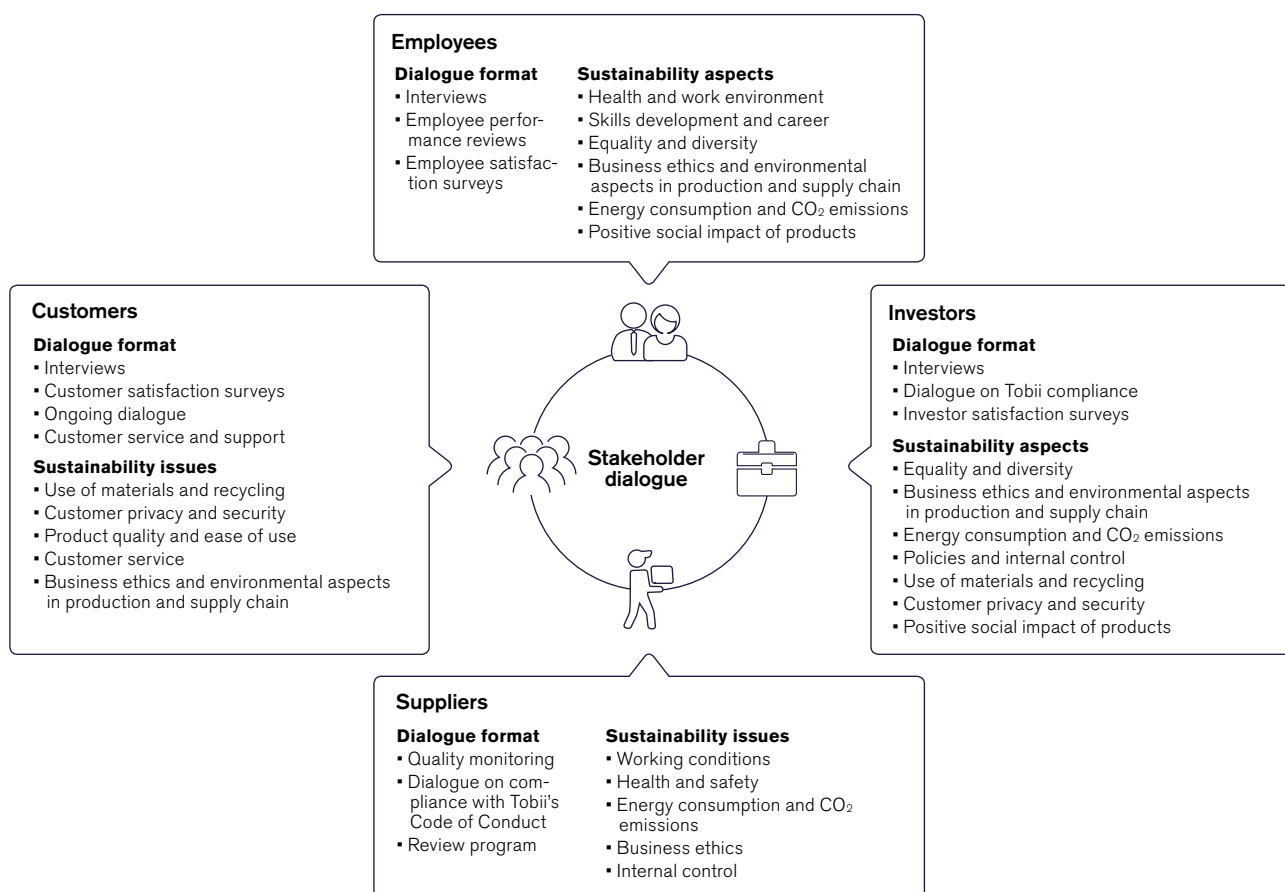 Employees
Dialogue format
▪ Interviews
▪ Employee perfor-
mance reviews
▪ Employee satisfac-
tion surveys
Sustainability aspects
▪ Health and work environment
▪ Skills development and career
▪ Equality and diversity
▪ Business ethics and environmental
aspects in production and supply chain
▪ Energy consumption and CO₂ emissions
▪ Positive social impact of products
Customers
Dialogue format
▪ Interviews
▪ Customer satisfaction surveys
▪ Ongoing dialogue
▪ Customer service and support
Sustainability issues
▪ Use of materials and recycling
▪ Customer privacy and security
▪ Product quality and ease of use
▪ Customer service
▪ Business ethics and environmental aspects
in production and supply chain
Stakeholder
dialogue
Investors
Dialogue format
▪ Interviews
▪ Dialogue on Tobii compliance
▪ Investor satisfaction surveys
Sustainability aspects
▪ Equality and diversity
▪ Business ethics and environmental aspects
in production and supply chain
▪ Energy consumption and CO₂ emissions
▪ Policies and internal control
▪ Use of materials and recycling
▪ Customer privacy and security
▪ Positive social impact of products
Suppliers
Dialogue format
▪ Quality monitoring
▪ Dialogue on com-
pliance with Tobii's
Code of Conduct
▪ Review program
Sustainability issues
▪ Working conditions
▪ Health and safety
▪ Energy consumption and CO₂
emissions
▪ Business ethics
▪ Internal control